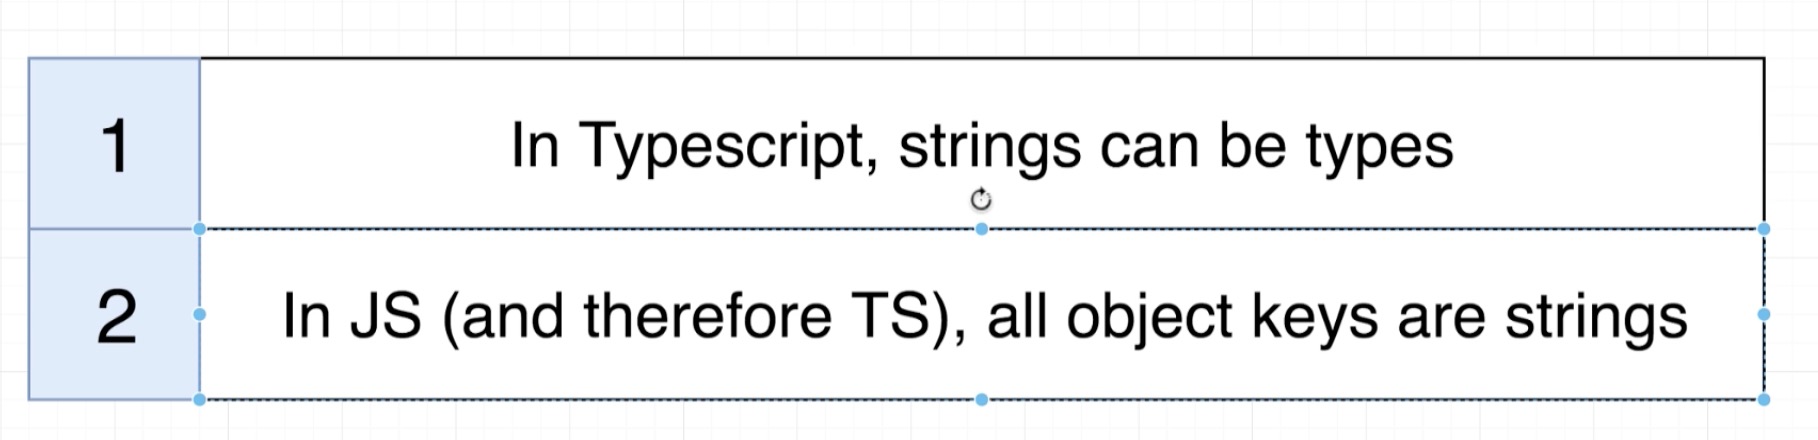 1
In Typescript, strings can be types
2
In JS (and therefore TS), all object keys are strings